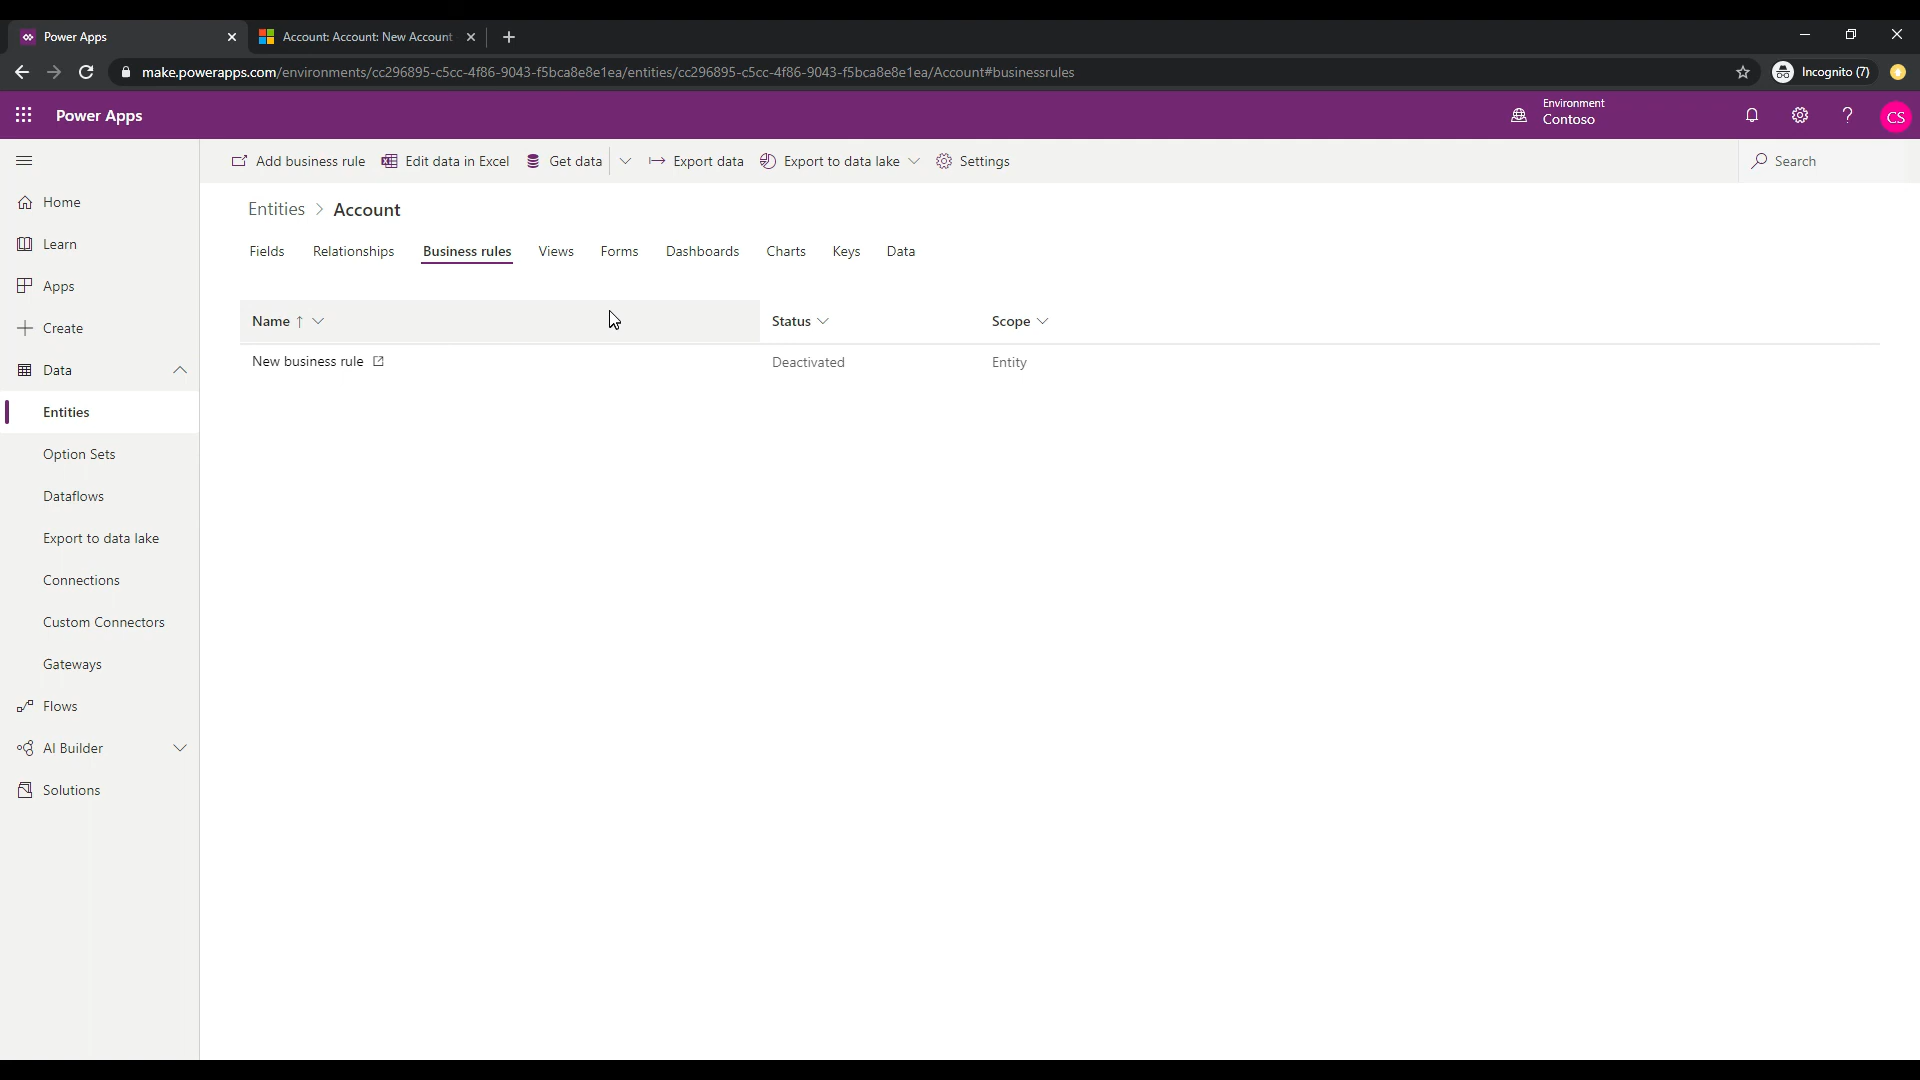 Power Apps
Account: Account: New Account
make.powerapps.com/environments/cc296895-c5cc-4f86-9043-f5bca8e8e1ea/entities/cc296895-c5cc-4f86-9043-f5bca8e8e1ea/Account#businessrules
Incognito (7)
Power Apps
Environment
Contoso
CS
Add business rule
Edit data in Excel
Get data
Export data
Export to data lake
Settings
Search
Home
Learn
Apps
Create
Data
Entities
Option Sets
Dataflows
Export to data lake
Connections
Custom Connectors
Gateways
Flows
AI Builder
Solutions
Entities > Account
Fields Relationships Business rules Views Forms Dashboards Charts Keys Data
Name ↑ Status Scope
New business rule Deactivated Entity